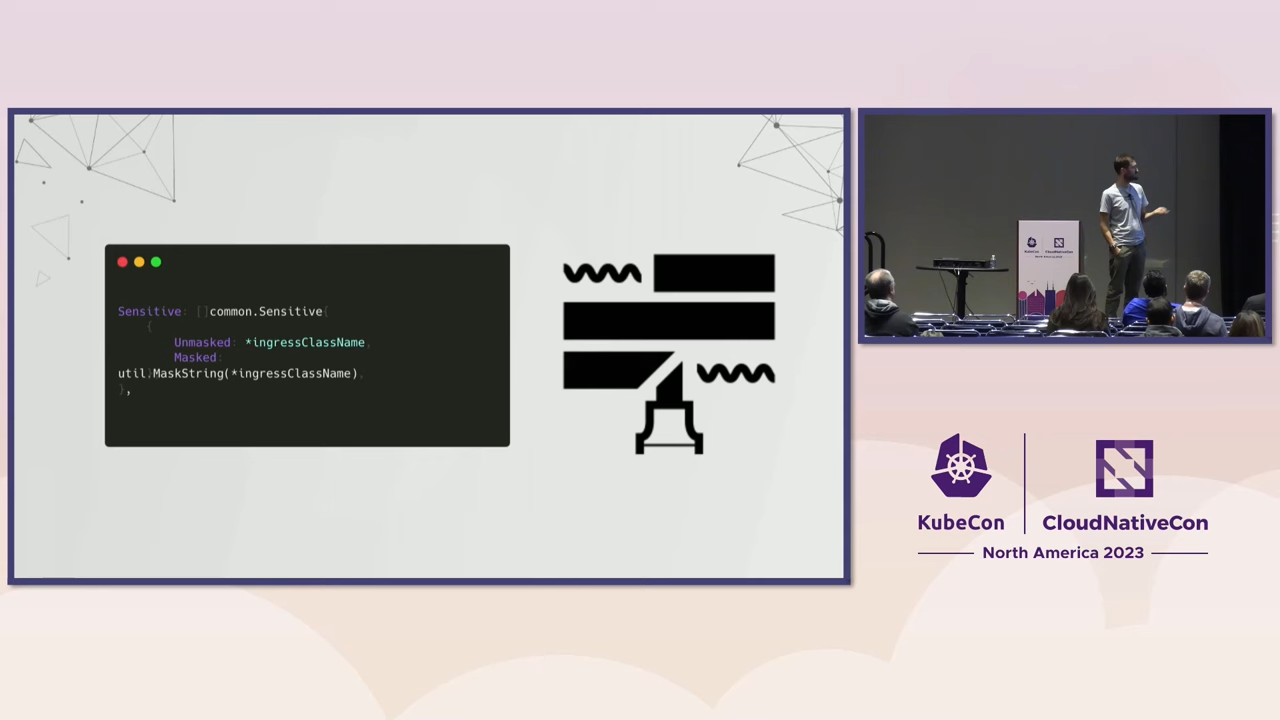 Sensitive: []common.Sensitive{
{
Unmasked: *ingressClassName,
Masked:
util.MaskString(*ingressClassName),
},
KubeCon
CloudNativeCon
North America 2023